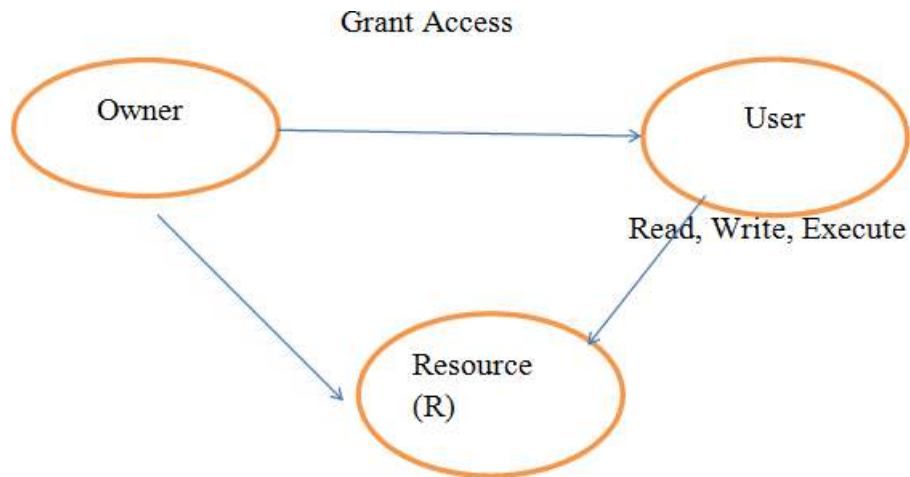 Grant Access
Owner
User
Read, Write, Execute
Resource
(R)